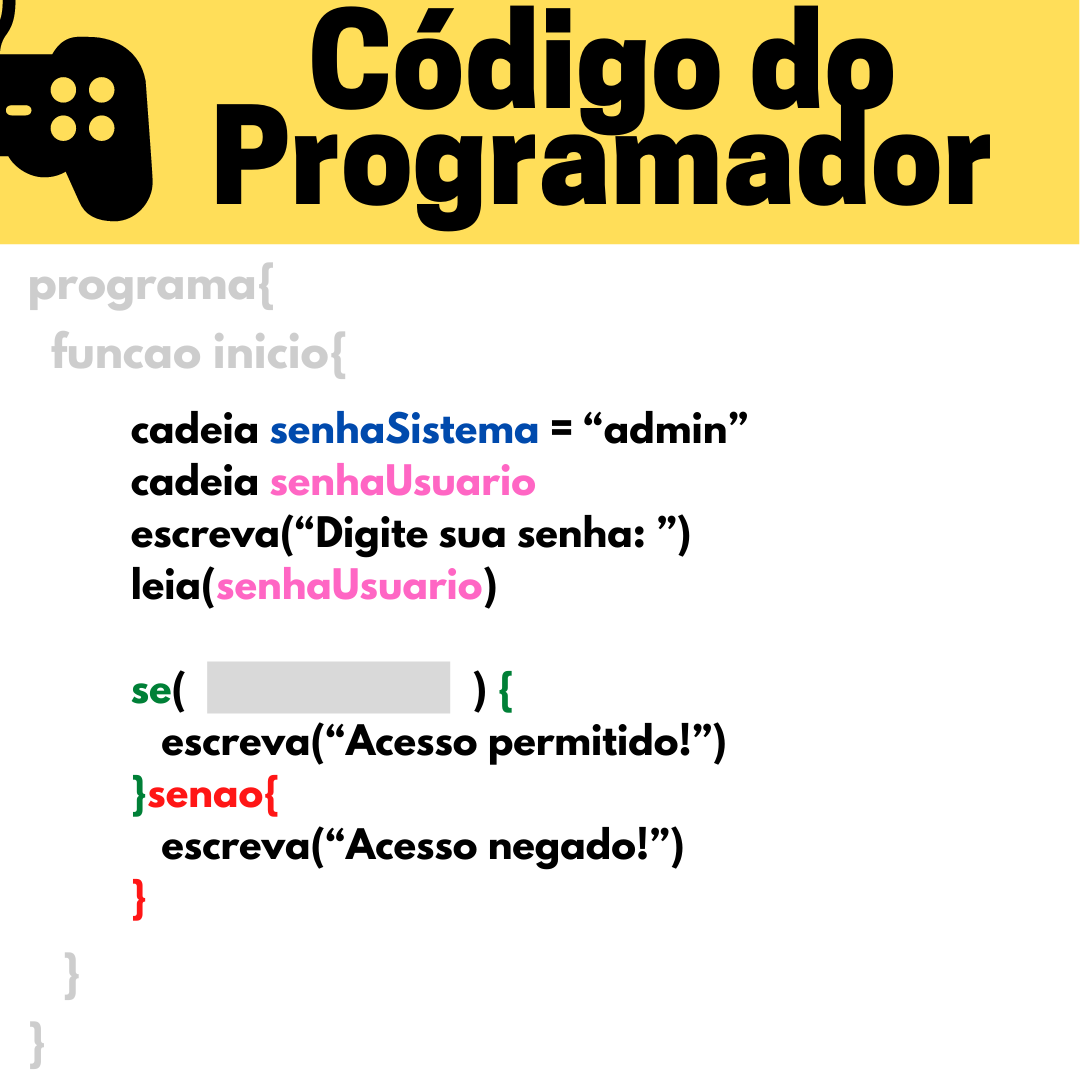 Código do
Programador
programa{
funcao inicio{
cadeia senhaSistema = “admin”
cadeia senhaUsuario
escreva(“Digite sua senha: ”)
leia(senhaUsuario)
se( ) {
escreva(“Acesso permitido!”)
}senao{
escreva(“Acesso negado!”)
}
}
}